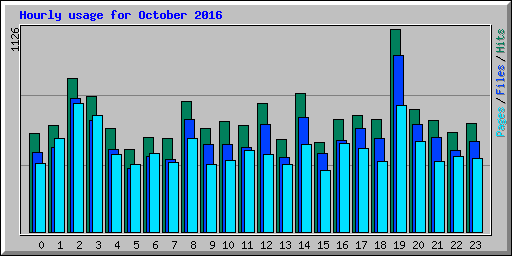 Hourly usage for October 2016
1126
Pages / Files / Hits
0 1 2 3 4 5 6 7 8 9 10 11 12 13 14 15 16 17 18 19 20 21 22 23